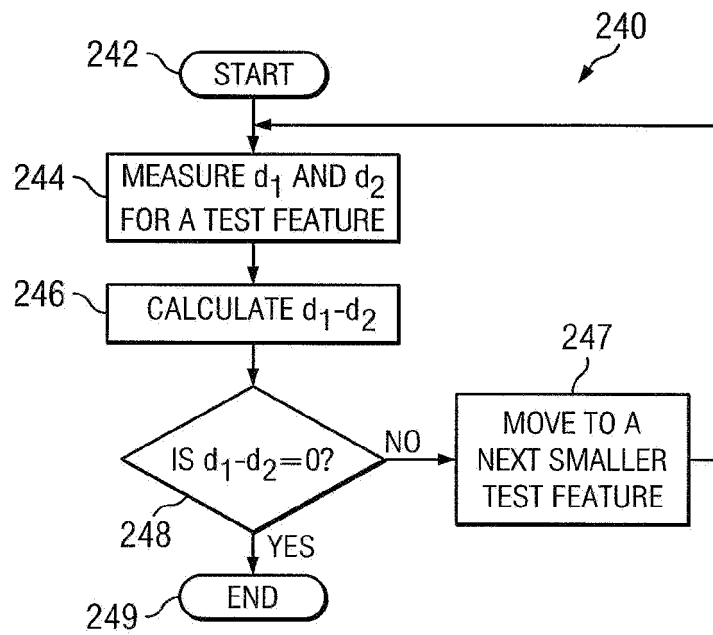 240
242
START
244
MEASURE d1 AND d2
FOR A TEST FEATURE
246
CALCULATE d1-d2
247
MOVE TO A
NEXT SMALLER
TEST FEATURE
IS d1-d2=0?
NO
248
YES
249
END